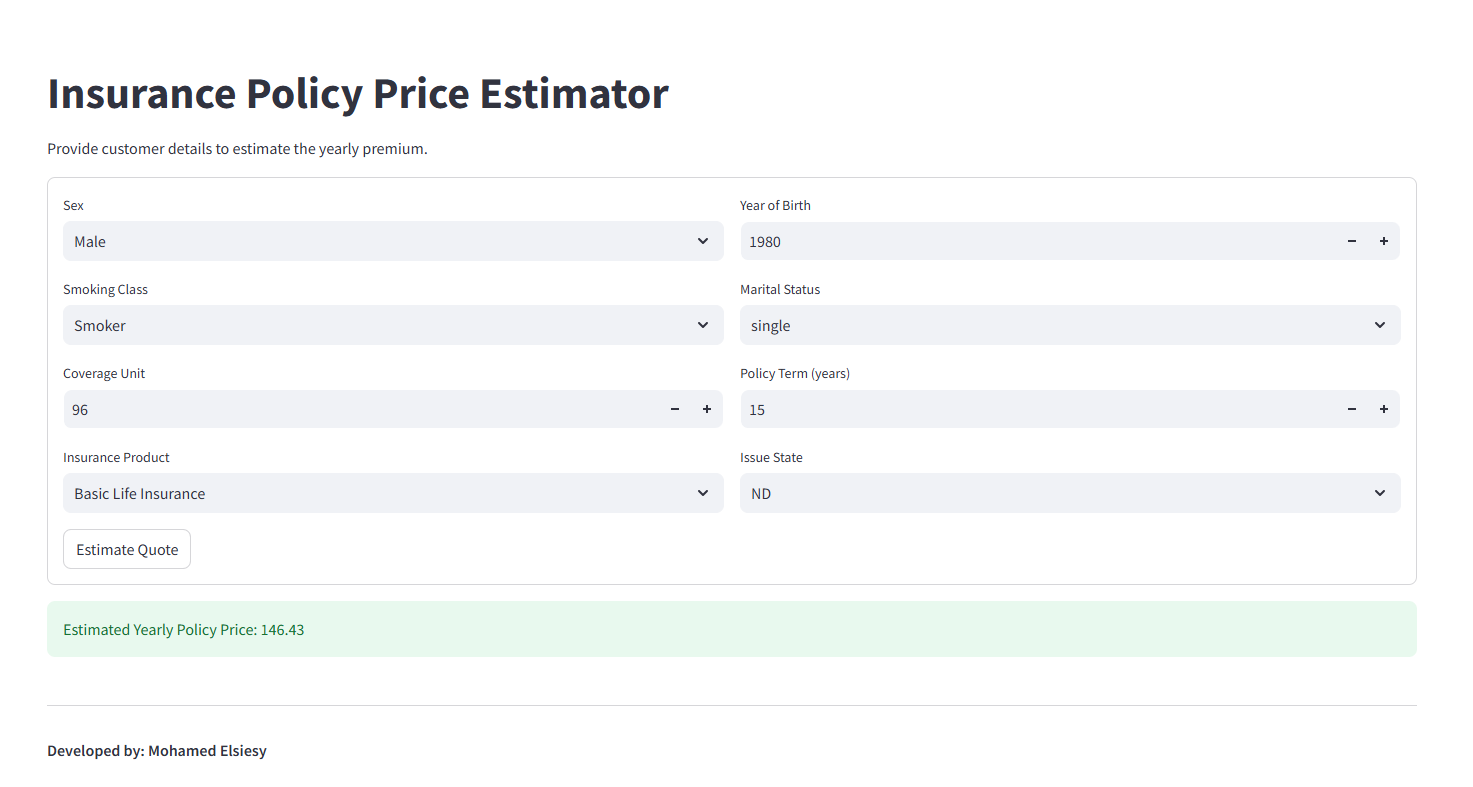 Insurance Policy Price Estimator
Provide customer details to estimate the yearly premium.
Sex
Male
Year of Birth
1980
Smoking Class
Smoker
Marital Status
single
Coverage Unit
96
Policy Term (years)
15
Insurance Product
Basic Life Insurance
Issue State
ND
Estimate Quote
Estimated Yearly Policy Price: 146.43
Developed by: Mohamed Elsiesy